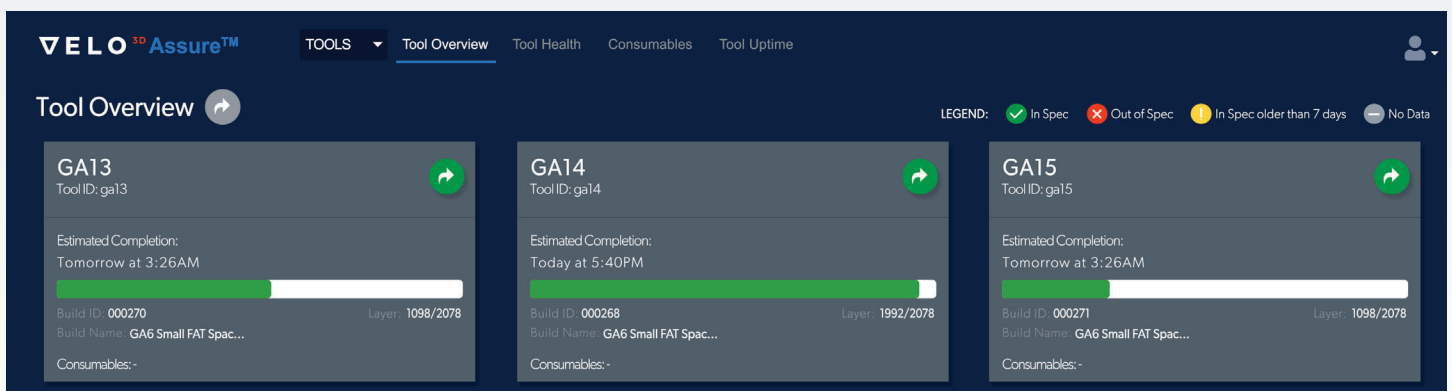 VELO 3D Assure™ TOOLS Tool Overview Tool Health Consumables Tool Uptime
Tool Overview
LEGEND: In Spec Out of Spec In Spec older than 7 days No Data
GA13
Tool ID: ga13
Estimated Completion:
Tomorrow at 3:26AM
Build ID: 000270 Layer: 1098/2078
Build Name: GA6 Small FAT Spac...
Consumables: -
GA14
Tool ID: ga14
Estimated Completion:
Today at 5:40PM
Build ID: 000268 Layer: 1992/2078
Build Name: GA6 Small FAT Spac...
Consumables: -
GA15
Tool ID: ga15
Estimated Completion:
Tomorrow at 3:26AM
Build ID: 000271 Layer: 1098/2078
Build Name: GA6 Small FAT Spac...
Consumables: -